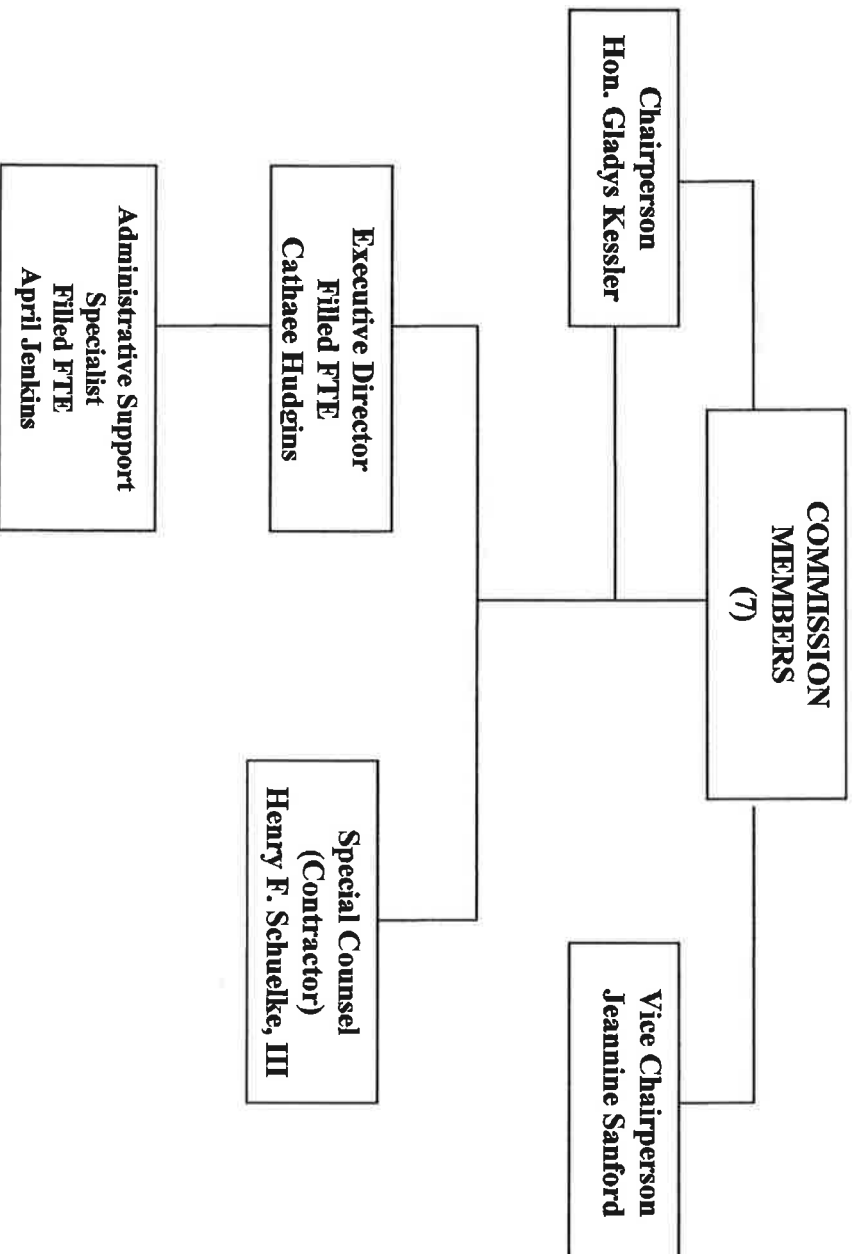 COMMISSION
MEMBERS
(7)
Chairperson
Hon. Gladys Kessler
Vice Chairperson
Jeannine Sanford
Executive Director
Filled FTE
Cathaee Hudgins
Special Counsel
(Contractor)
Henry F. Schuelke, III
Administrative Support
Specialist
Filled FTE
April Jenkins